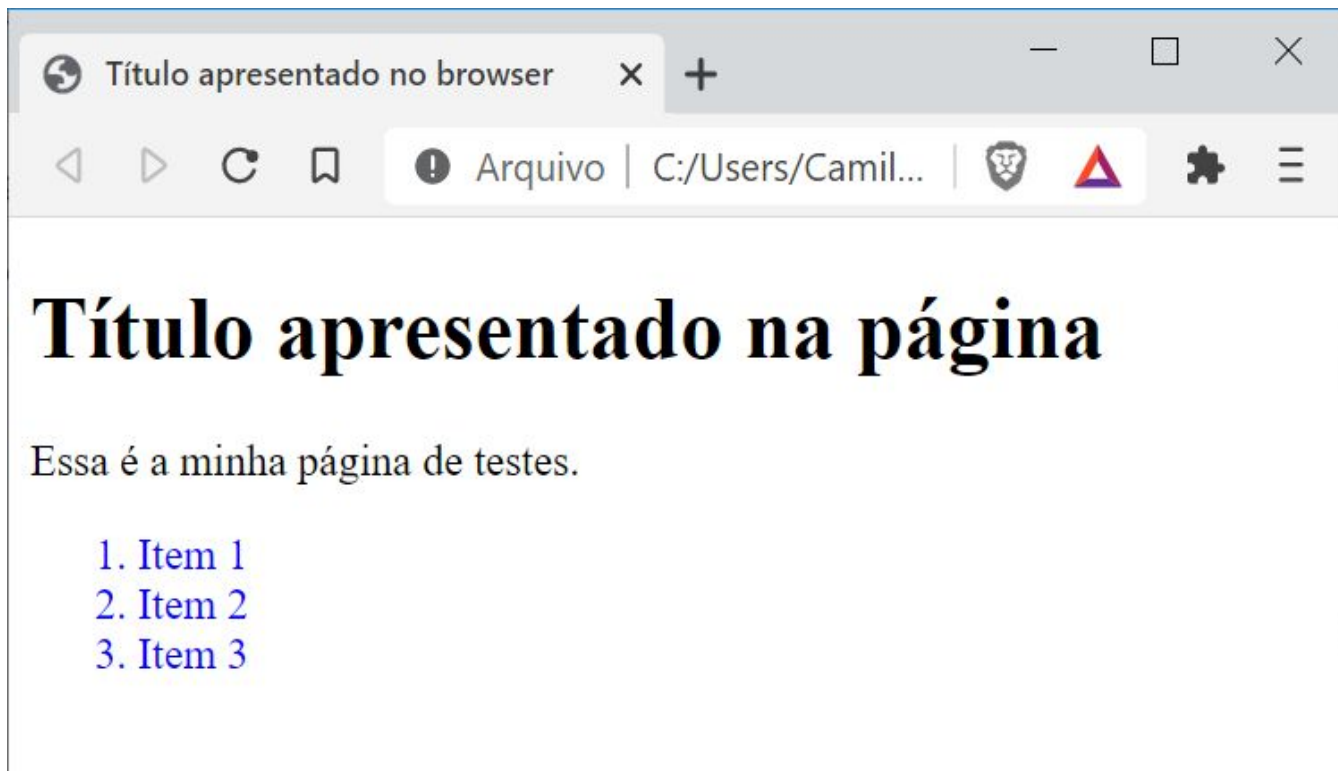 Título apresentado no browser
Arquivo | C:/Users/Camil...
Título apresentado na página
Essa é a minha página de testes.
1. Item 1
2. Item 2
3. Item 3